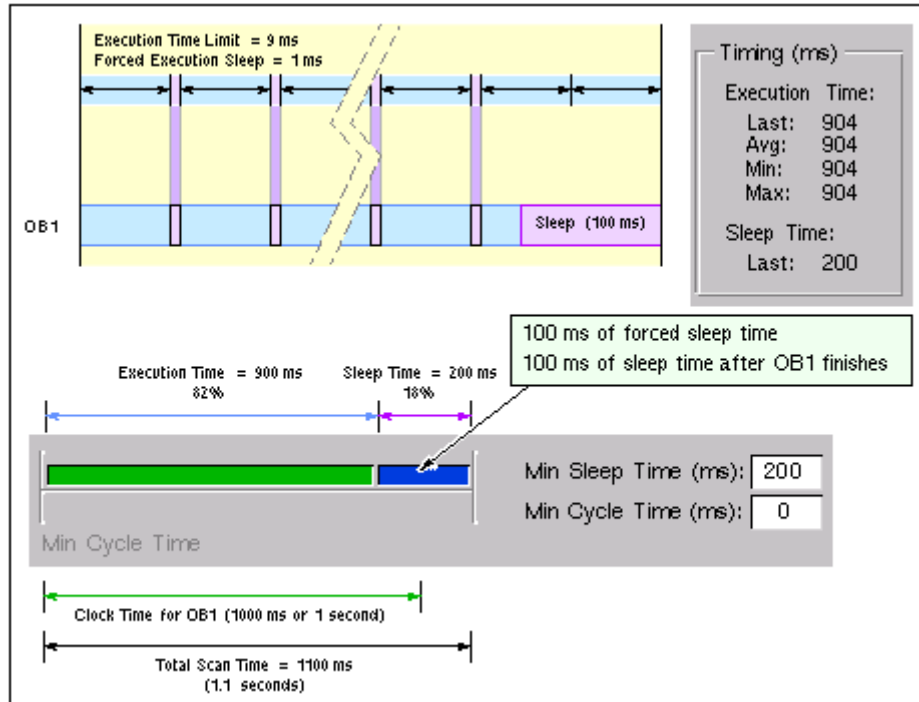 Execution Time Limit = 9 ms
Forced Execution Sleep = 1 ms
OB1
Sleep (100 ms)
Timing (ms)
Execution Time:
Last: 904
Avg: 904
Min: 904
Max: 904
Sleep Time:
Last: 200
100 ms of forced sleep time
100 ms of sleep time after OB1 finishes
Execution Time = 900 ms
82%
Sleep Time = 200 ms
18%
Min Sleep Time (ms): 200
Min Cycle Time (ms): 0
Min Cycle Time
Clock Time for OB1 (1000 ms or 1 second)
Total Scan Time = 1100 ms
(1.1 seconds)